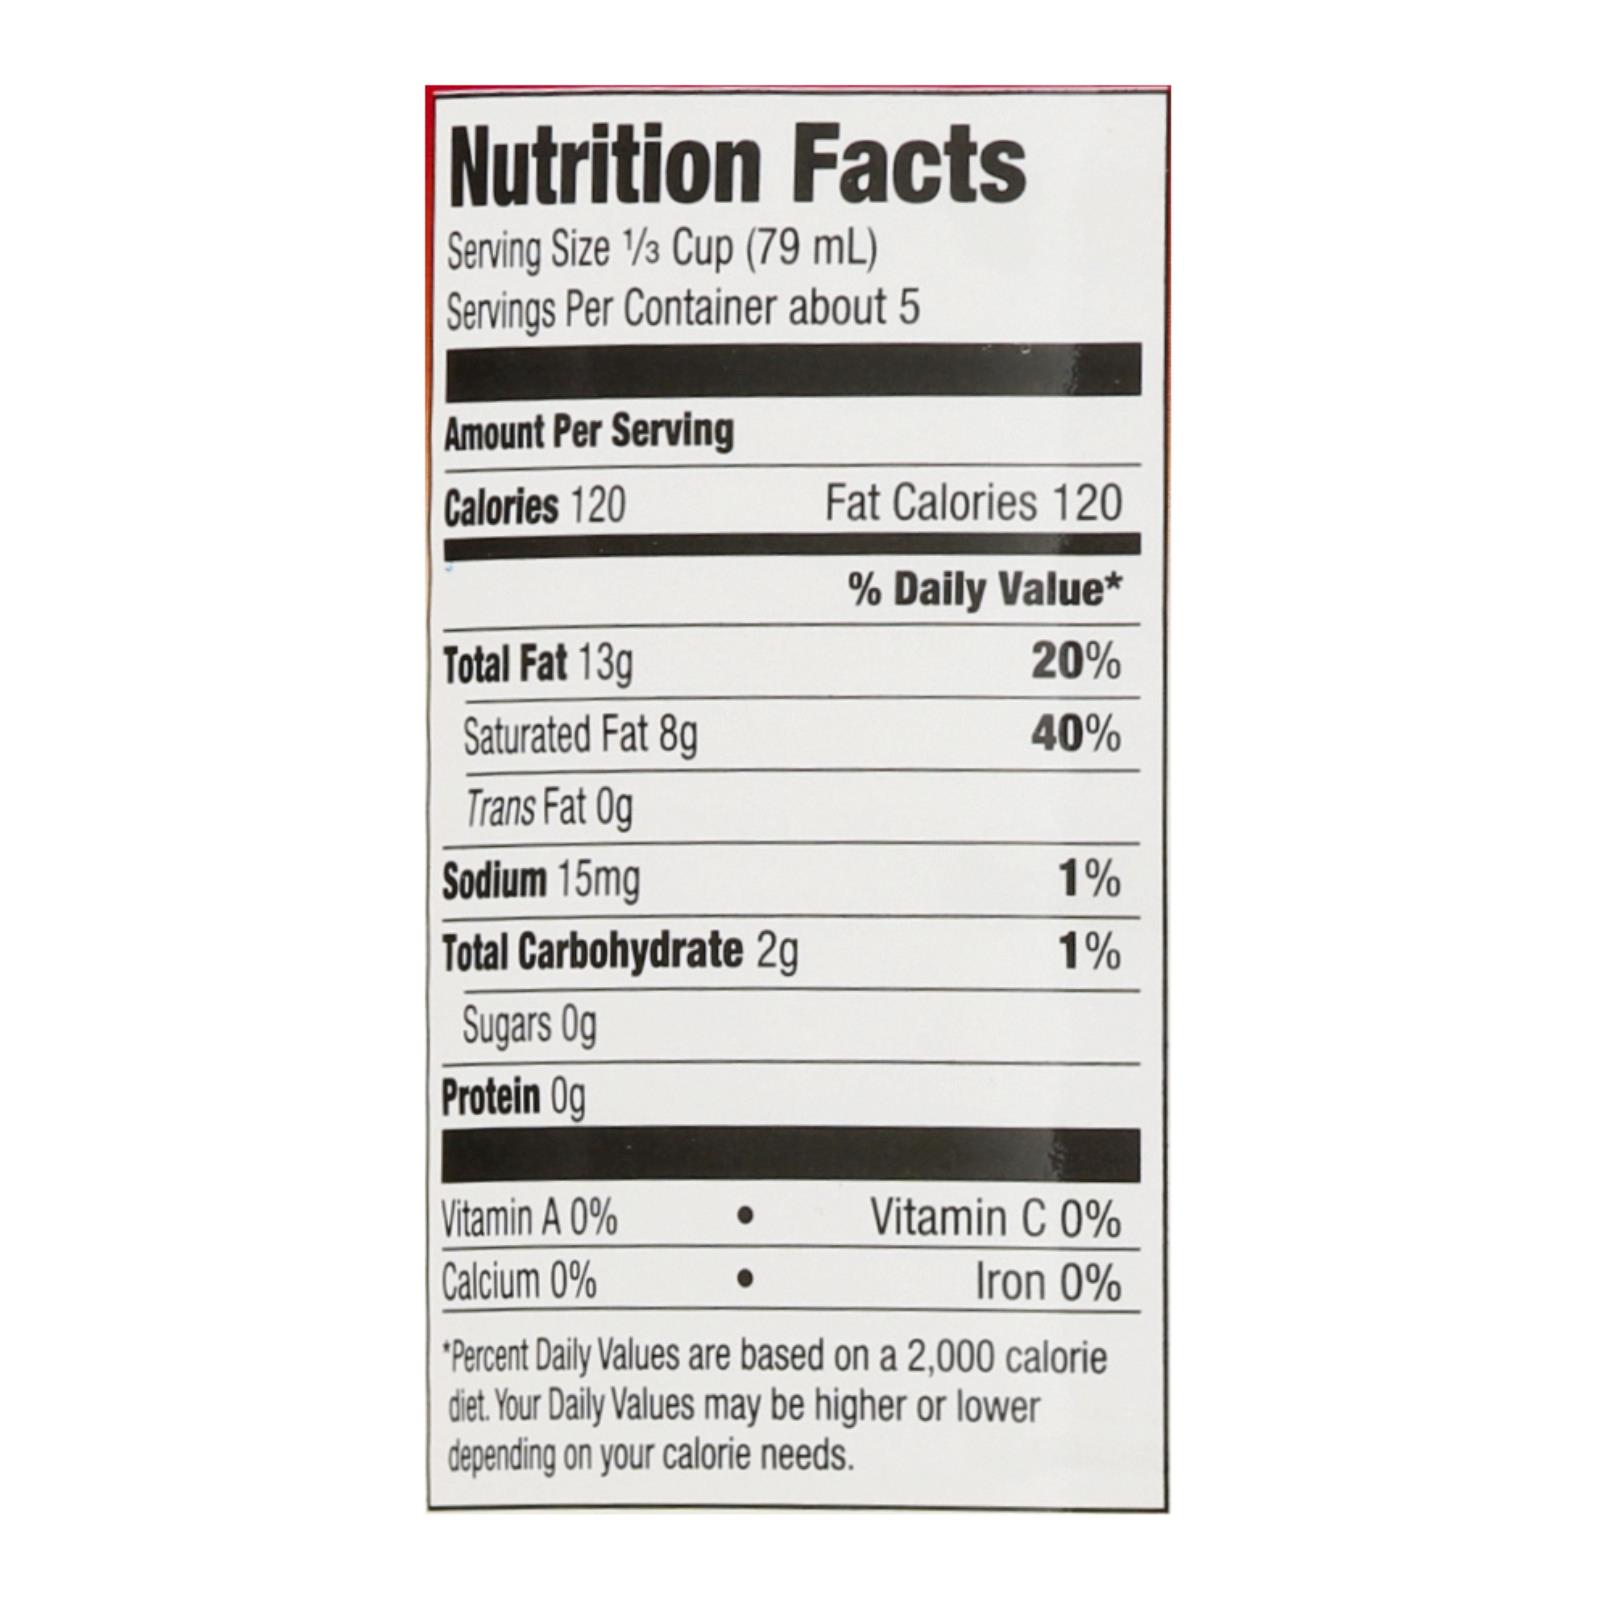 Nutrition Facts
Serving Size 1/3 Cup (79 mL)
Servings Per Container about 5
Amount Per Serving
Calories 120 Fat Calories 120
% Daily Value*
Total Fat 13g 20%
Saturated Fat 8g 40%
Trans Fat 0g
Sodium 15mg 1%
Total Carbohydrate 2g 1%
Sugars 0g
Protein 0g
Vitamin A 0% • Vitamin C 0%
Calcium 0% • Iron 0%
*Percent Daily Values are based on a 2,000 calorie
diet. Your Daily Values may be higher or lower
depending on your calorie needs.